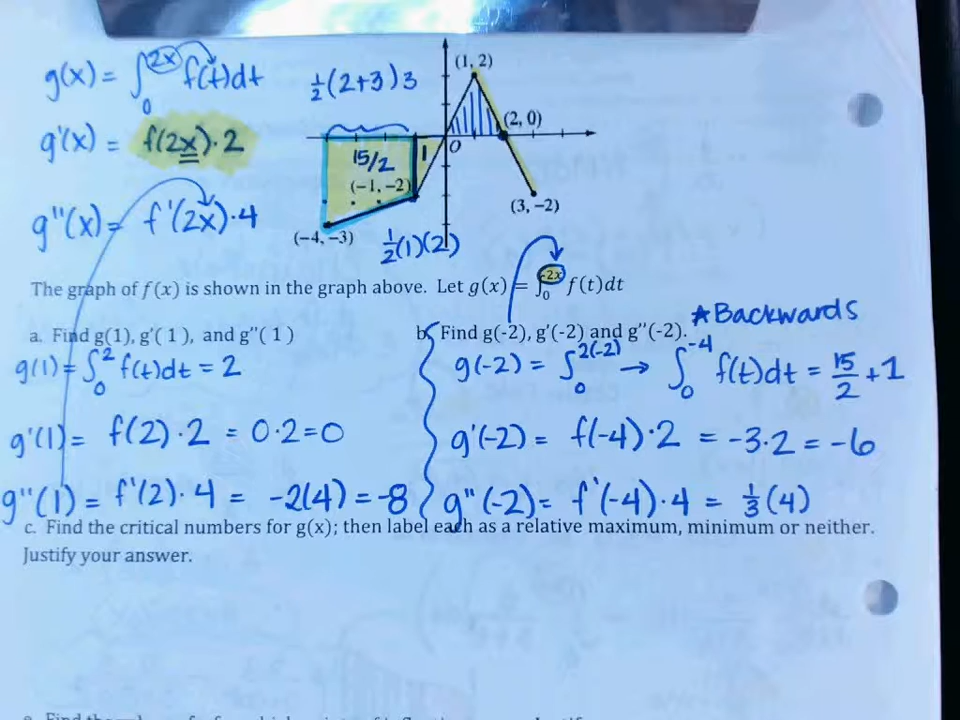 g(x) = ∫₀^2x f(t)dt
½(2+3)3
(1, 2)
g'(x) = f(2x)·2
(2, 0)
O
15/2
1
(-1, -2)
(3, -2)
g''(x) = f'(2x)·4
(-4, -3)
½(1)(2)
The graph of f(x) is shown in the graph above. Let g(x) = ∫₀^2x f(t)dt
★Backwards
a. Find g(1), g'( 1 ), and g''( 1 )
b. Find g(-2), g'(-2) and g''(-2).
g(1) = ∫₀² f(t)dt = 2
g(-2) = ∫₀^2(-2) → ∫₀^-4 f(t)dt = 15/2 + 1
g'(1) = f(2)·2 = 0·2=0
g'(-2) = f(-4)·2 = -3·2 = -6
g''(1) = f'(2)·4 = -2(4) = -8
g''(-2) = f'(-4)·4 = ⅓(4)
c. Find the critical numbers for g(x); then label each as a relative maximum, minimum or neither.
Justify your answer.